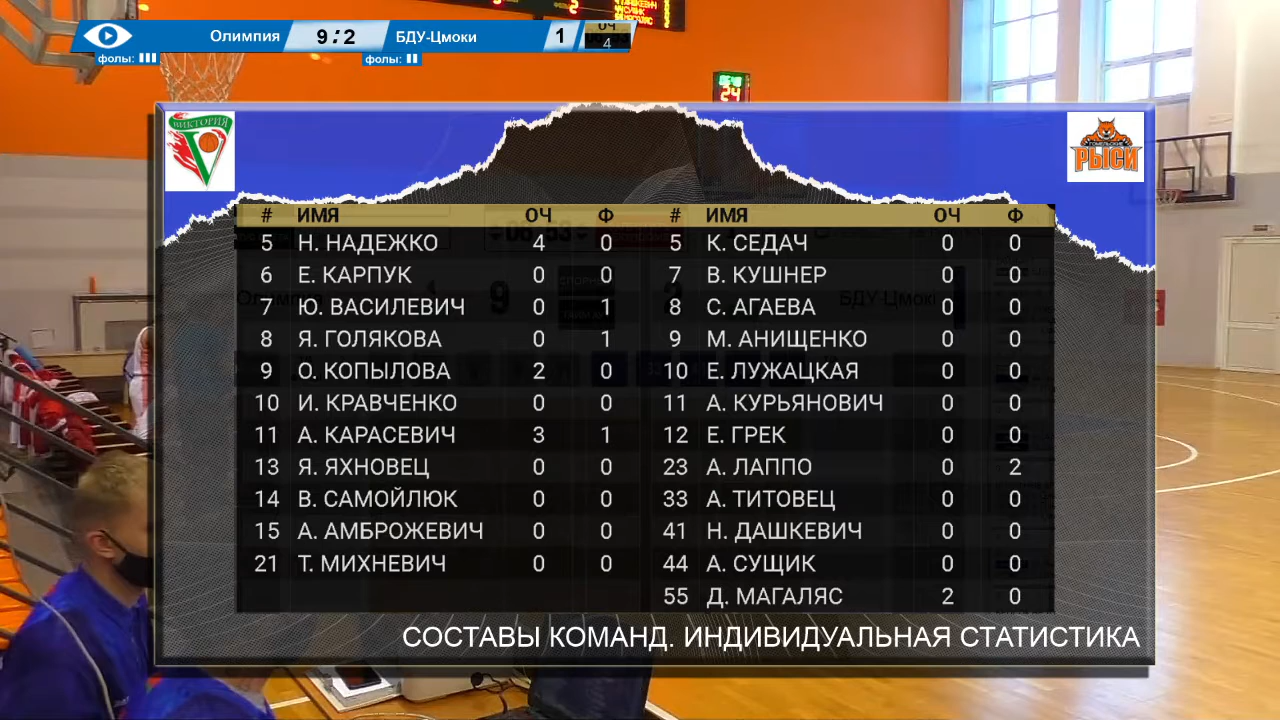 Олимпия 9:2 БДУ-Цмоки 1 ОЧ 4
фолы: фолы:
24
ВИКТОРИЯ
ГОМЕЛЬСКИЕ
РЫСИ
# ИМЯ ОЧ Ф # ИМЯ ОЧ Ф
5 Н. НАДЕЖКО 4 0 5 К. СЕДАЧ 0 0
6 Е. КАРПУК 0 0 7 В. КУШНЕР 0 0
7 Ю. ВАСИЛЕВИЧ 0 1 8 С. АГАЕВА 0 0
8 Я. ГОЛЯКОВА 0 1 9 М. АНИЩЕНКО 0 0
9 О. КОПЫЛОВА 2 0 10 Е. ЛУЖАЦКАЯ 0 0
10 И. КРАВЧЕНКО 0 0 11 А. КУРЬЯНОВИЧ 0 0
11 А. КАРАСЕВИЧ 3 1 12 Е. ГРЕК 0 0
13 Я. ЯХНОВЕЦ 0 0 23 А. ЛАППО 0 2
14 В. САМОЙЛЮК 0 0 33 А. ТИТОВЕЦ 0 0
15 А. АМБРОЖЕВИЧ 0 0 41 Н. ДАШКЕВИЧ 0 0
21 Т. МИХНЕВИЧ 0 0 44 А. СУЩИК 0 0
55 Д. МАГАЛЯС 2 0
СОСТАВЫ КОМАНД. ИНДИВИДУАЛЬНАЯ СТАТИСТИКА